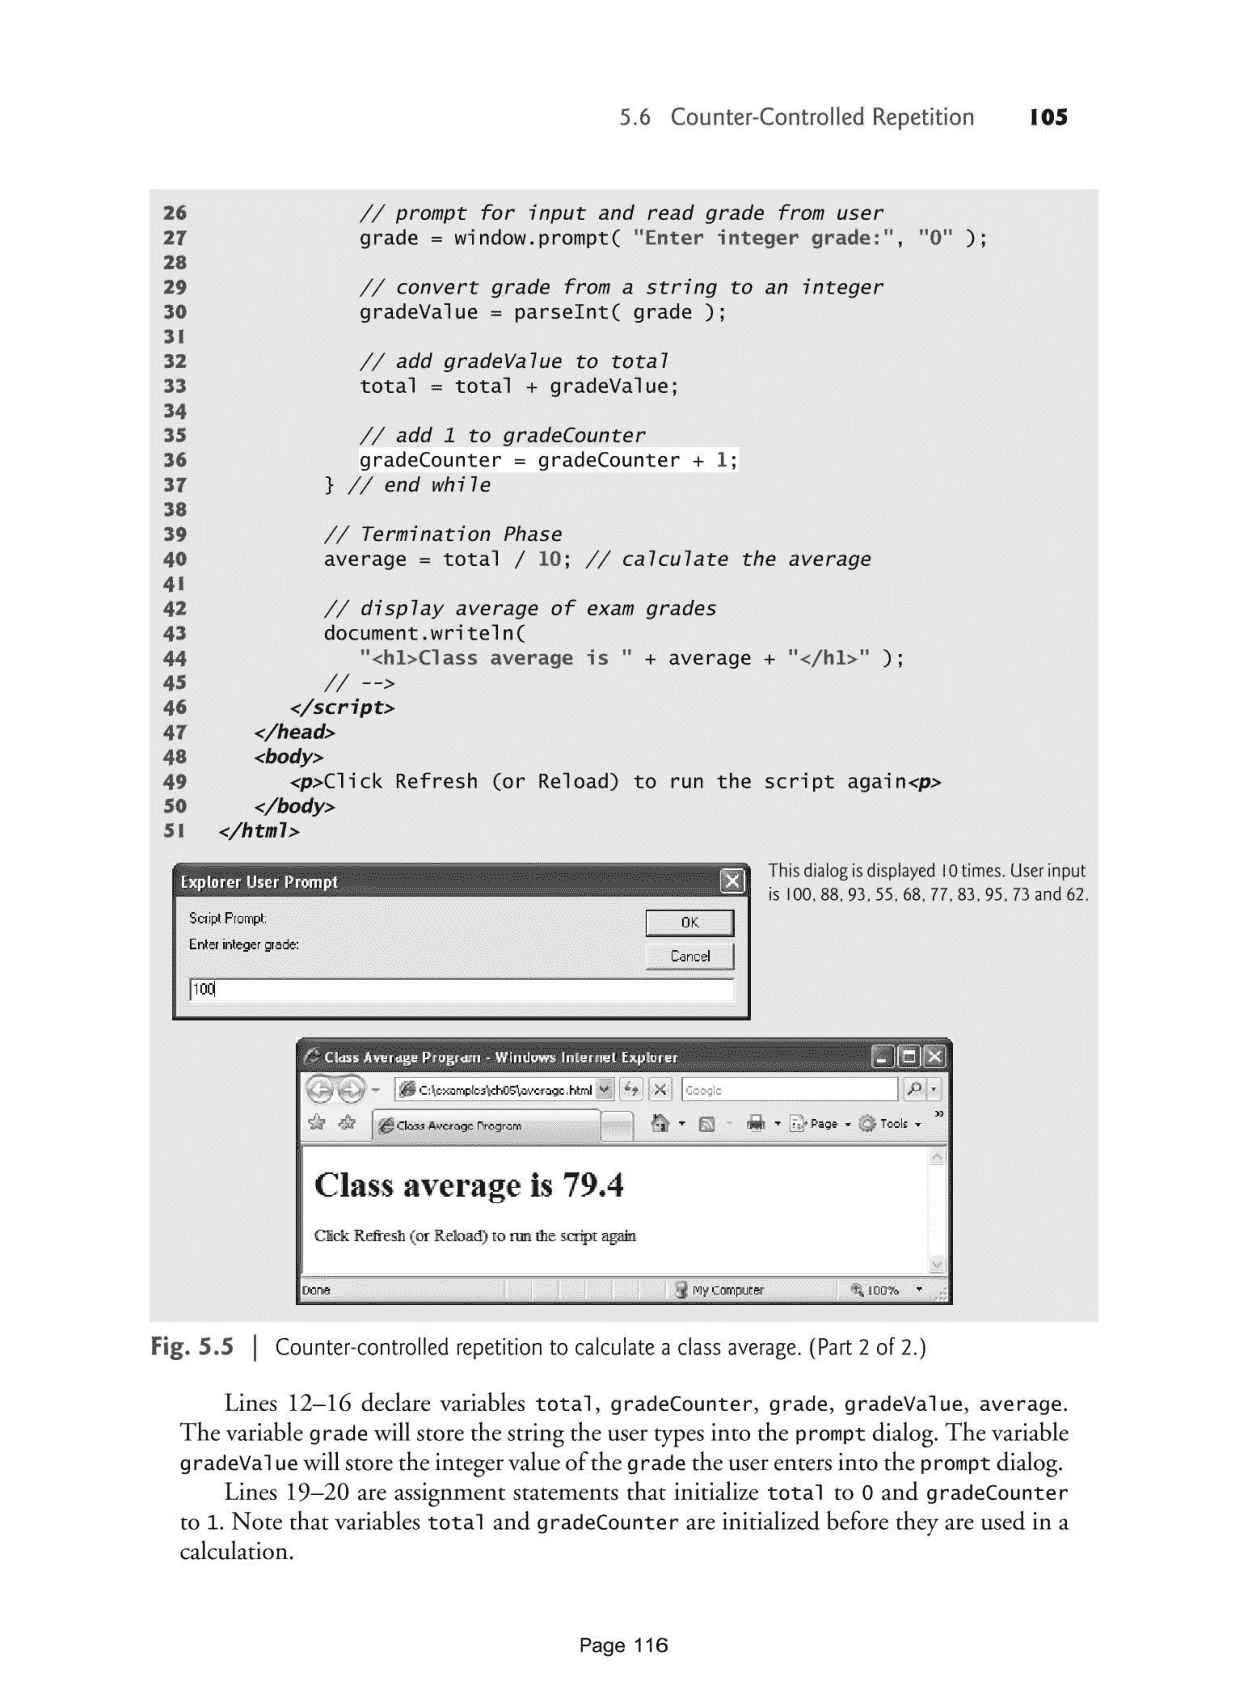 5.6 Counter-Controlled Repetition 105
26 // prompt for input and read grade from user
27 grade = window.prompt( "Enter integer grade:", "0" );
28
29 // convert grade from a string to an integer
30 gradeValue = parseInt( grade );
31
32 // add gradeValue to total
33 total = total + gradeValue;
34
35 // add 1 to gradeCounter
36 gradeCounter = gradeCounter + 1;
37 } // end while
38
39 // Termination Phase
40 average = total / 10; // calculate the average
41
42 // display average of exam grades
43 document.writeln(
44 "<h1>Class average is " + average + "</h1>" );
45 // -->
46 </script>
47 </head>
48 <body>
49 <p>Click Refresh (or Reload) to run the script again<p>
50 </body>
51 </html>
Explorer User Prompt
Script Prompt:
Enter integer grade:
OK
Cancel
100
This dialog is displayed 10 times. User input
is 100, 88, 93, 55, 68, 77, 83, 95, 73 and 62.
Class Average Program - Windows Internet Explorer
C:\examples\ch05\average.html Google
Class Average Program Page Tools
Class average is 79.4
Click Refresh (or Reload) to run the script again
Done My Computer 100%
Fig. 5.5 | Counter-controlled repetition to calculate a class average. (Part 2 of 2.)
Lines 12–16 declare variables total, gradeCounter, grade, gradeValue, average.
The variable grade will store the string the user types into the prompt dialog. The variable
gradeValue will store the integer value of the grade the user enters into the prompt dialog.
Lines 19–20 are assignment statements that initialize total to 0 and gradeCounter
to 1. Note that variables total and gradeCounter are initialized before they are used in a
calculation.
Page 116